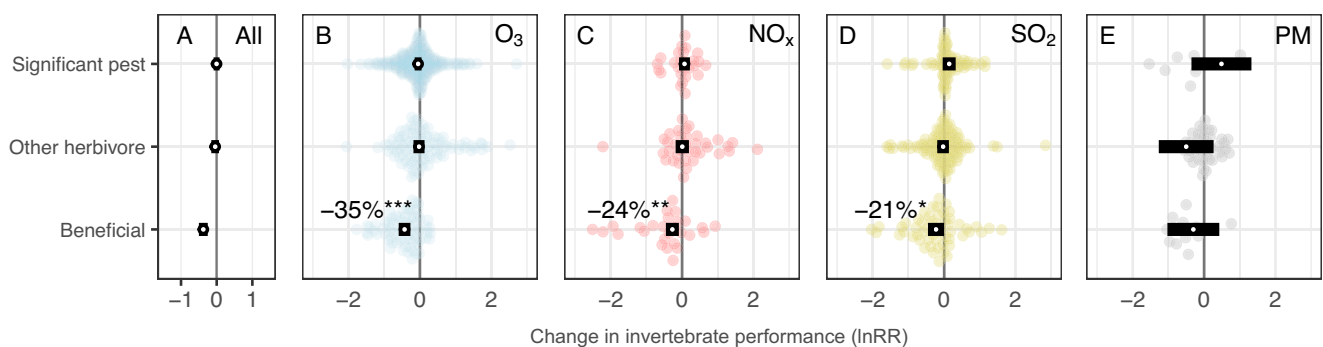 A All
B O₃
C NOₓ
D SO₂
E PM
Significant pest
Other herbivore
Beneficial
−35%***
−24%**
−21%*
−1 0 1
−2 0 2
−2 0 2
−2 0 2
−2 0 2
Change in invertebrate performance (lnRR)